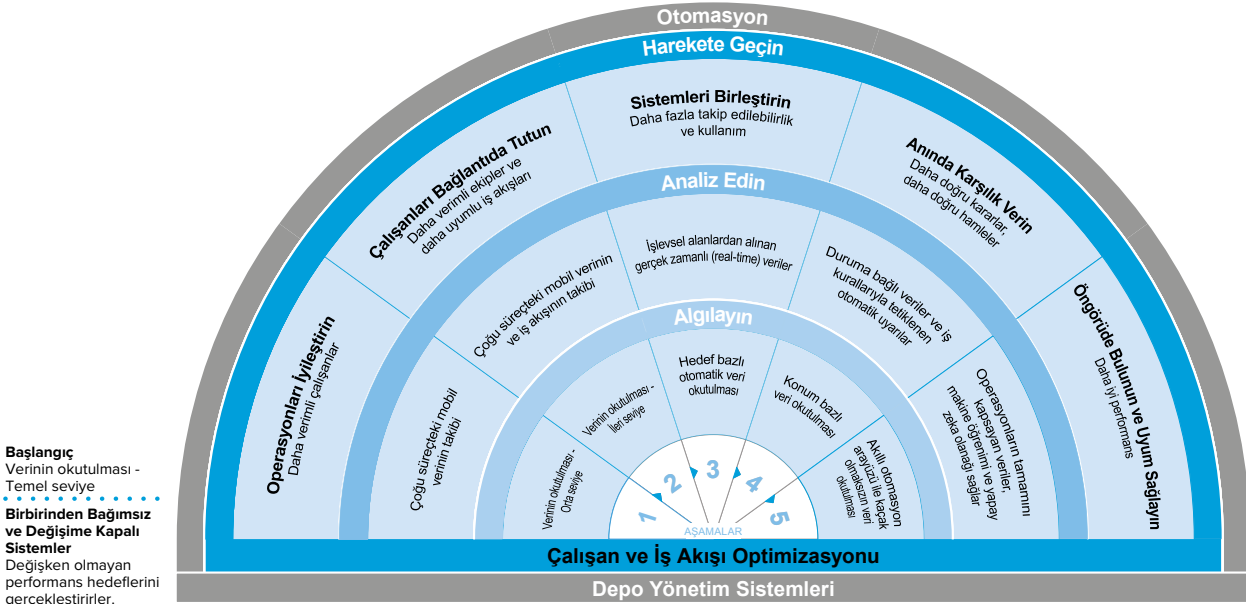 Otomasyon
Harekete Geçin
Operasyonları İyileştirin
Daha verimli çalışanlar
Çalışanları Bağlantıda Tutun
Daha verimli ekipler ve
daha uyumlu iş akışları
Sistemleri Birleştirin
Daha fazla takip edilebilirlik
ve kullanım
Anında Karşılık Verin
Daha doğru kararlar,
daha doğru hamleler
Öngörüde Bulunun ve Uyum Sağlayın
Daha iyi performans
Analiz Edin
Çoğu süreçteki mobil
verinin takibi
Çoğu süreçteki mobil verinin
ve iş akışının takibi
İşlevsel alanlardan alınan
gerçek zamanlı (real-time) veriler
Duruma bağlı veriler ve iş
kurallarıyla tetiklenen
otomatik uyarılar
Operasyonların tamamını
kapsayan veriler,
makine öğrenimi ve yapay
zeka olanağı sağlar
Algılayın
Verinin okutulması -
Orta seviye
Verinin okutulması -
İleri seviye
Hedef bazlı
otomatik veri
okutulması
Konum bazlı
veri okutulması
Akıllı otomasyon
arayüzü ile kaçak
olmaksızın veri
okutulması
1
2
3
4
5
AŞAMALAR
Çalışan ve İş Akışı Optimizasyonu
Depo Yönetim Sistemleri
Başlangıç
Verinin okutulması -
Temel seviye
Birbirinden Bağımsız
ve Değişime Kapalı
Sistemler
Değişken olmayan
performans hedeflerini
gerçekleştirirler.